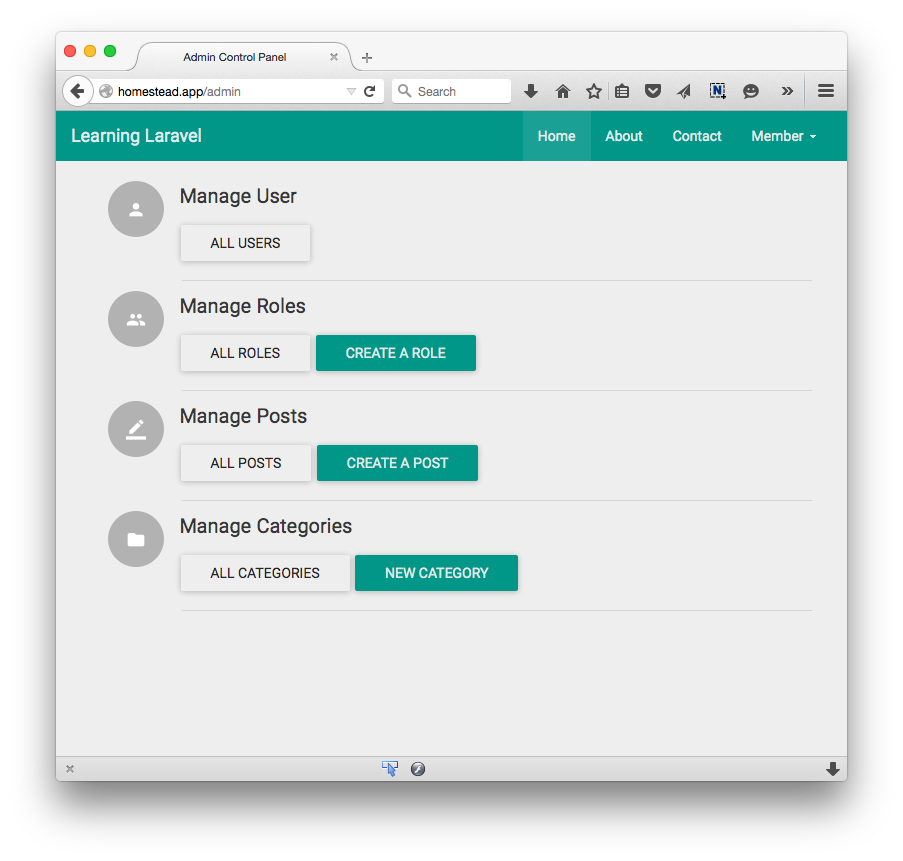 Admin Control Panel
homestead.app/admin
Search
N
Learning Laravel
Home
About
Contact
Member
Manage User
ALL USERS
Manage Roles
ALL ROLES
CREATE A ROLE
Manage Posts
ALL POSTS
CREATE A POST
Manage Categories
ALL CATEGORIES
NEW CATEGORY